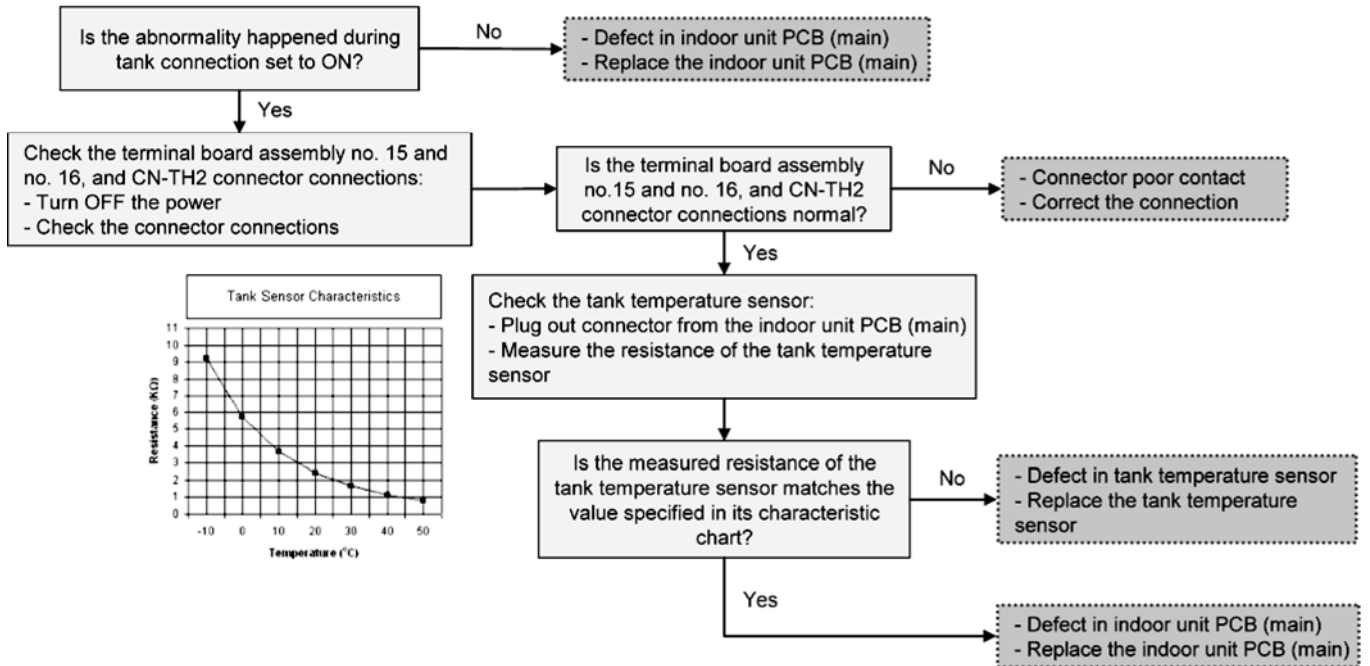 Is the abnormality happened during
tank connection set to ON?
No
- Defect in indoor unit PCB (main)
- Replace the indoor unit PCB (main)
Yes
Check the terminal board assembly no. 15 and
no. 16, and CN-TH2 connector connections:
- Turn OFF the power
- Check the connector connections
Is the terminal board assembly
no.15 and no. 16, and CN-TH2
connector connections normal?
No
- Connector poor contact
- Correct the connection
Yes
Tank Sensor Characteristics
11
10
9
8
7
6
5
4
3
2
1
0
Resistance (KΩ)
-10 0 10 20 30 40 50
Temperature (°C)
Check the tank temperature sensor:
- Plug out connector from the indoor unit PCB (main)
- Measure the resistance of the tank temperature
sensor
Is the measured resistance of the
tank temperature sensor matches the
value specified in its characteristic
chart?
No
- Defect in tank temperature sensor
- Replace the tank temperature
sensor
Yes
- Defect in indoor unit PCB (main)
- Replace the indoor unit PCB (main)